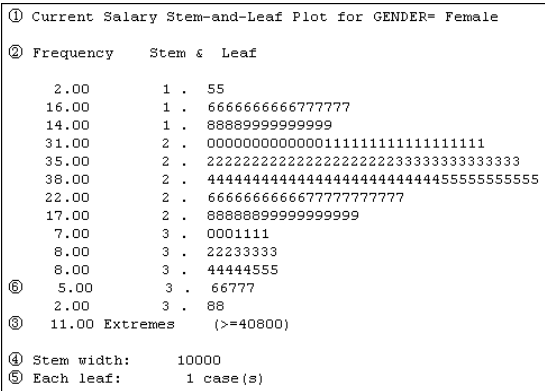 ① Current Salary Stem-and-Leaf Plot for GENDER= Female
② Frequency Stem & Leaf
2.00 1 . 55
16.00 1 . 6666666666777777
14.00 1 . 88889999999999
31.00 2 . 0000000000000111111111111111111
35.00 2 . 22222222222222222222233333333333333
38.00 2 . 44444444444444444444444444455555555555
22.00 2 . 6666666666677777777777
17.00 2 . 88888899999999999
7.00 3 . 0001111
8.00 3 . 22233333
8.00 3 . 44444555
⑥ 5.00 3 . 66777
2.00 3 . 88
③ 11.00 Extremes (>=40800)
④ Stem width: 10000
⑤ Each leaf: 1 case(s)